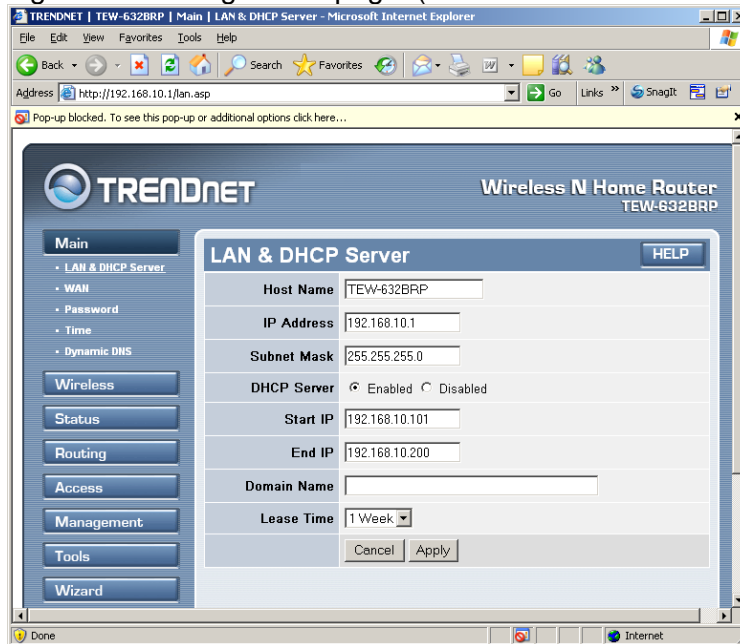 TRENDNET | TEW-632BRP | Main | LAN & DHCP Server - Microsoft Internet Explorer
File Edit View Favorites Tools Help
Back Search Favorites
Address http://192.168.10.1/lan.asp Go Links » SnagIt
Pop-up blocked. To see this pop-up or additional options click here...
TRENDnET
Wireless N Home Router
TEW-632BRP
Main
LAN & DHCP Server
WAN
Password
Time
Dynamic DNS
Wireless
Status
Routing
Access
Management
Tools
Wizard
LAN & DHCP Server HELP
Host Name TEW-632BRP
IP Address 192.168.10.1
Subnet Mask 255.255.255.0
DHCP Server Enabled Disabled
Start IP 192.168.10.101
End IP 192.168.10.200
Domain Name
Lease Time 1 Week
Cancel Apply
Done Internet